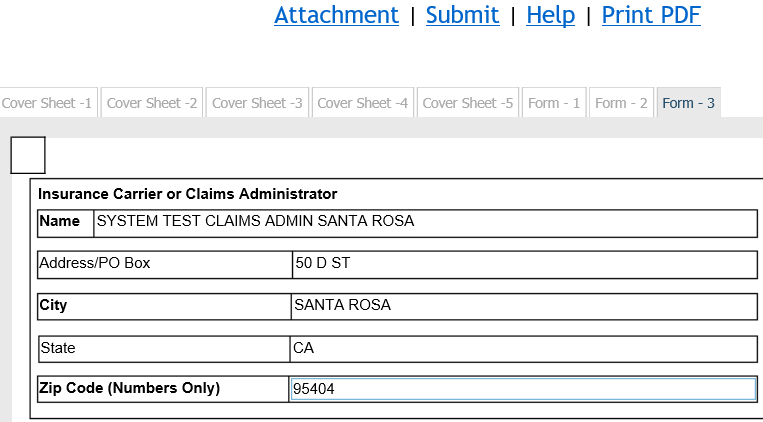 Attachment | Submit | Help | Print PDF
Cover Sheet -1 Cover Sheet -2 Cover Sheet -3 Cover Sheet -4 Cover Sheet -5 Form - 1 Form - 2 Form - 3
Insurance Carrier or Claims Administrator
Name SYSTEM TEST CLAIMS ADMIN SANTA ROSA
Address/PO Box 50 D ST
City SANTA ROSA
State CA
Zip Code (Numbers Only) 95404